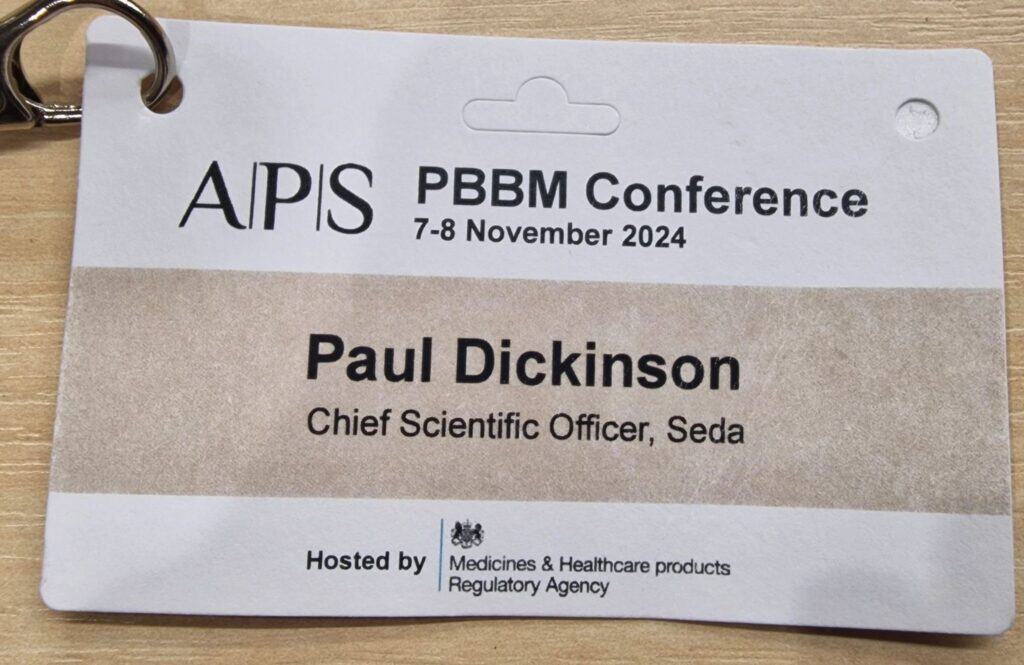 A|P|S
PBBM Conference
7-8 November 2024
Paul Dickinson
Chief Scientific Officer, Seda
Hosted by
Medicines & Healthcare products
Regulatory Agency